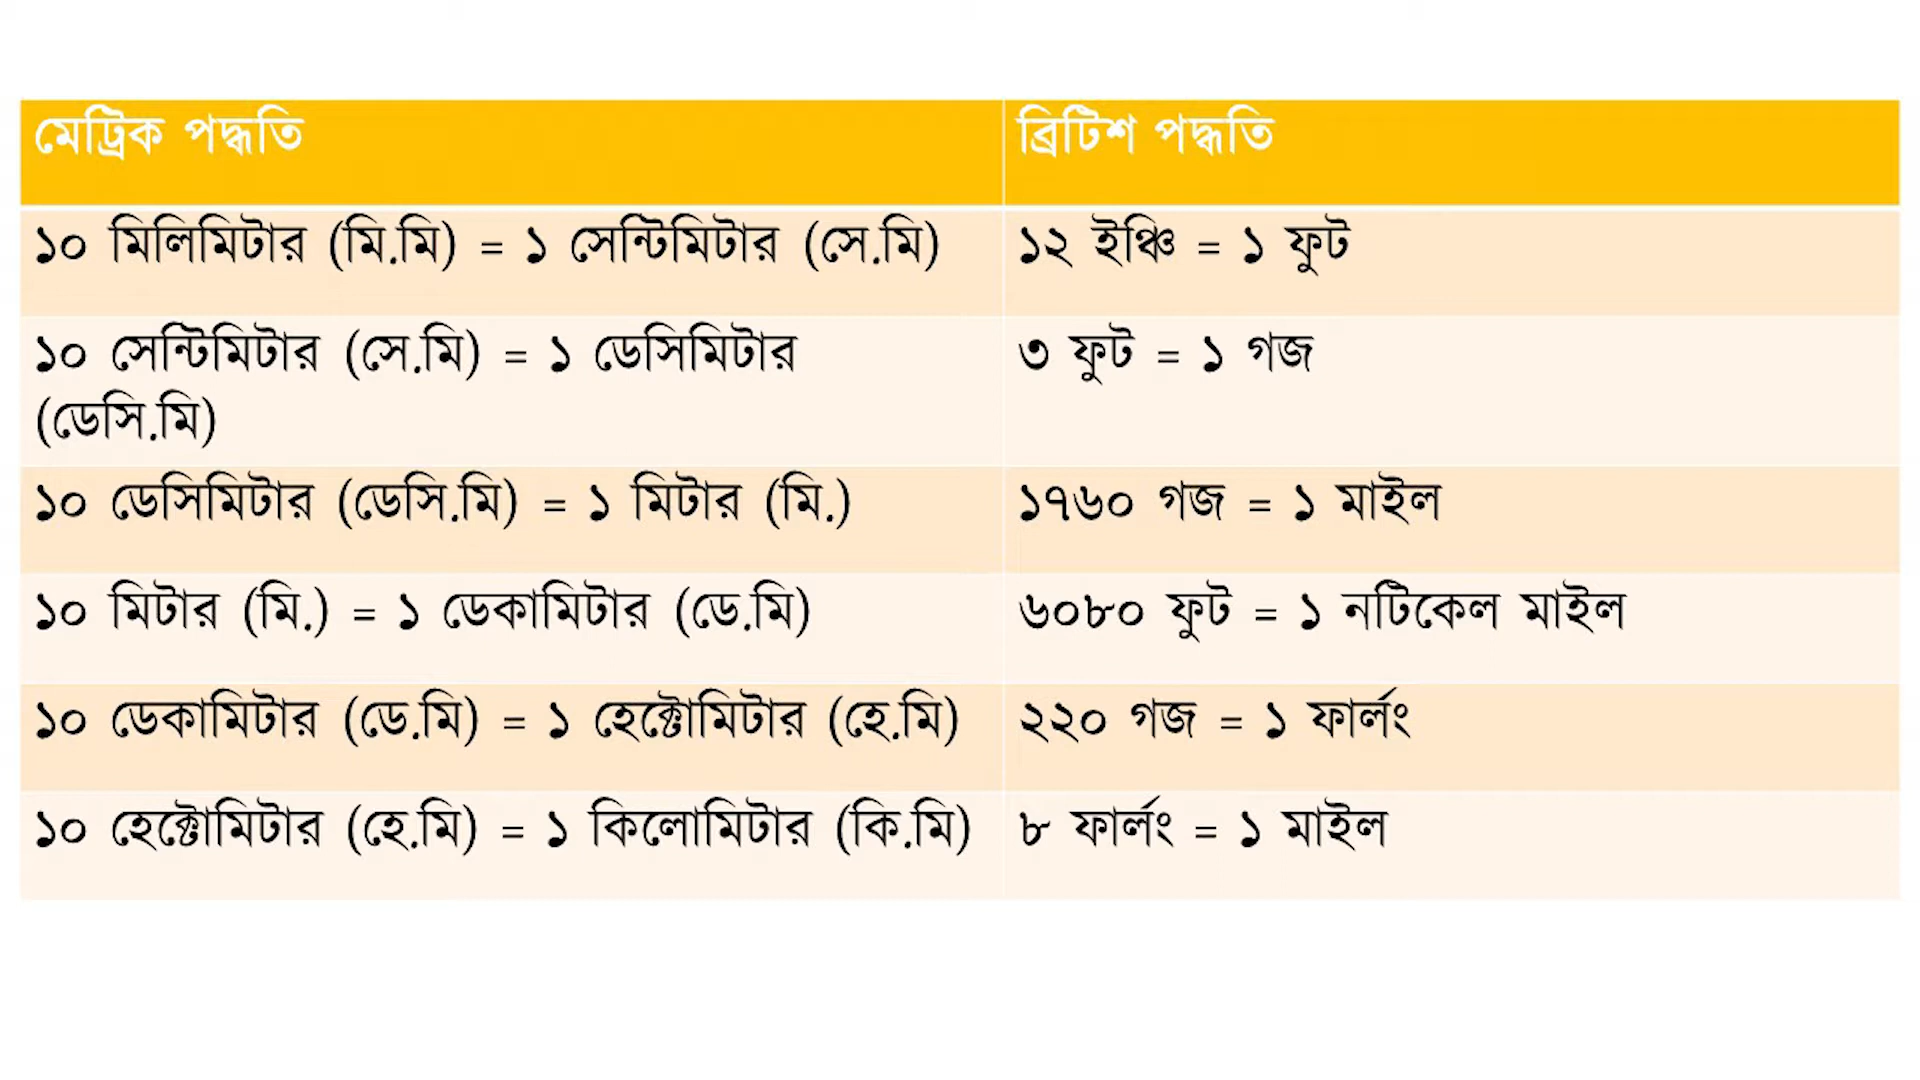 মেট্রিক পদ্ধতি
ব্রিটিশ পদ্ধতি
১০ মিলিমিটার (মি.মি) = ১ সেন্টিমিটার (সে.মি)
১২ ইঞ্চি = ১ ফুট
১০ সেন্টিমিটার (সে.মি) = ১ ডেসিমিটার
(ডেসি.মি)
৩ ফুট = ১ গজ
১০ ডেসিমিটার (ডেসি.মি) = ১ মিটার (মি.)
১৭৬০ গজ = ১ মাইল
১০ মিটার (মি.) = ১ ডেকামিটার (ডে.মি)
৬০৮০ ফুট = ১ নটিকেল মাইল
১০ ডেকামিটার (ডে.মি) = ১ হেক্টোমিটার (হে.মি)
২২০ গজ = ১ ফার্লং
১০ হেক্টোমিটার (হে.মি) = ১ কিলোমিটার (কি.মি)
৮ ফার্লং = ১ মাইল